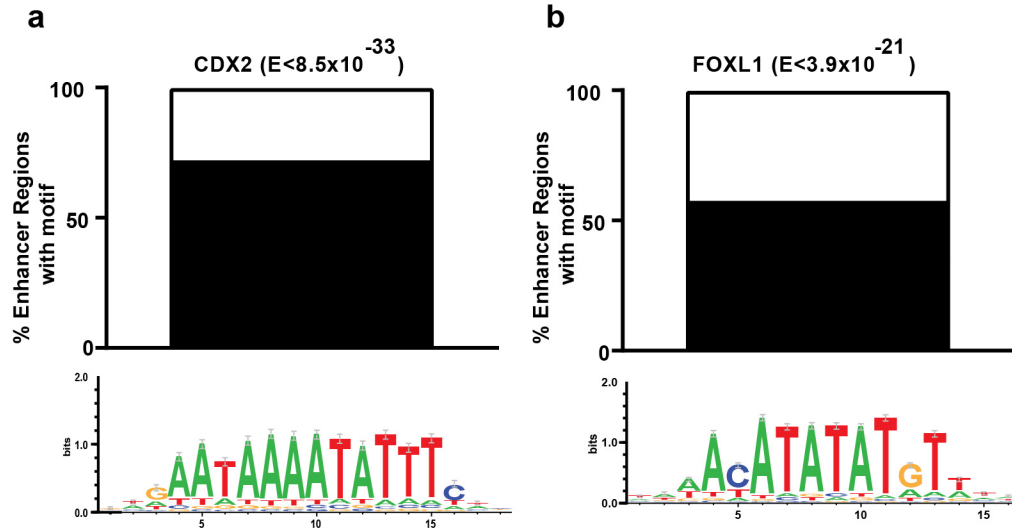 a
CDX2 (E<8.5x10-33)
100
50
0
% Enhancer Regions
with motif
2.0
1.0
0.0
bits
GAATAAAATATTTC
5
10
15
b
FOXL1 (E<3.9x10-21)
100
50
0
% Enhancer Regions
with motif
2.0
1.0
0.0
bits
AACATATATGTT
5
10
15